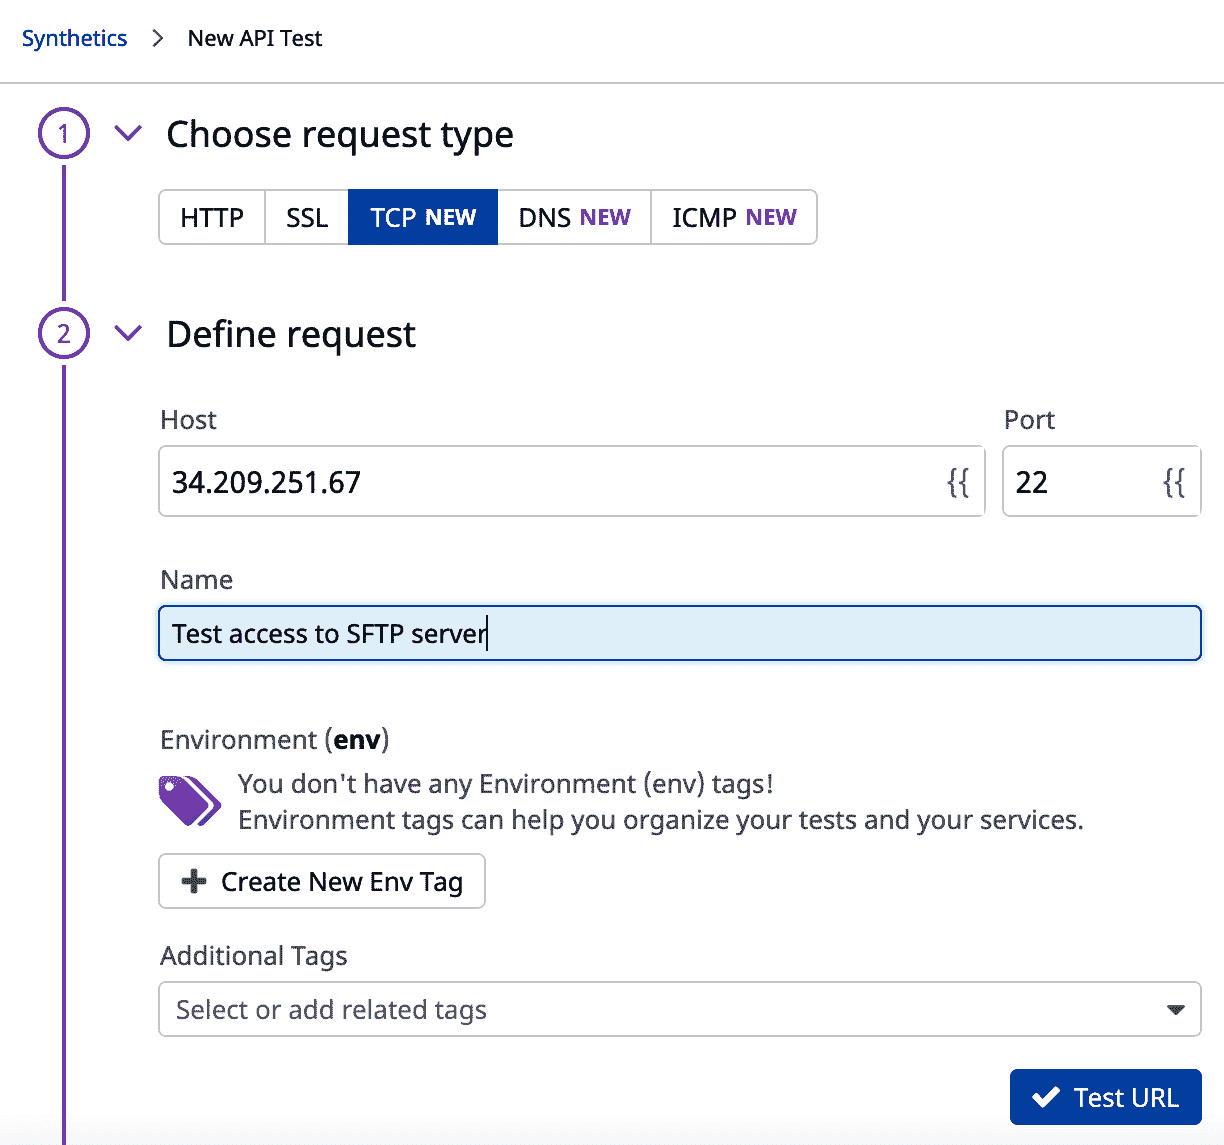 Synthetics > New API Test
1 Choose request type
HTTP SSL TCP NEW DNS NEW ICMP NEW
2 Define request
Host Port
34.209.251.67 {{ 22 {{
Name
Test access to SFTP server
Environment (env)
You don't have any Environment (env) tags!
Environment tags can help you organize your tests and your services.
+ Create New Env Tag
Additional Tags
Select or add related tags
Test URL